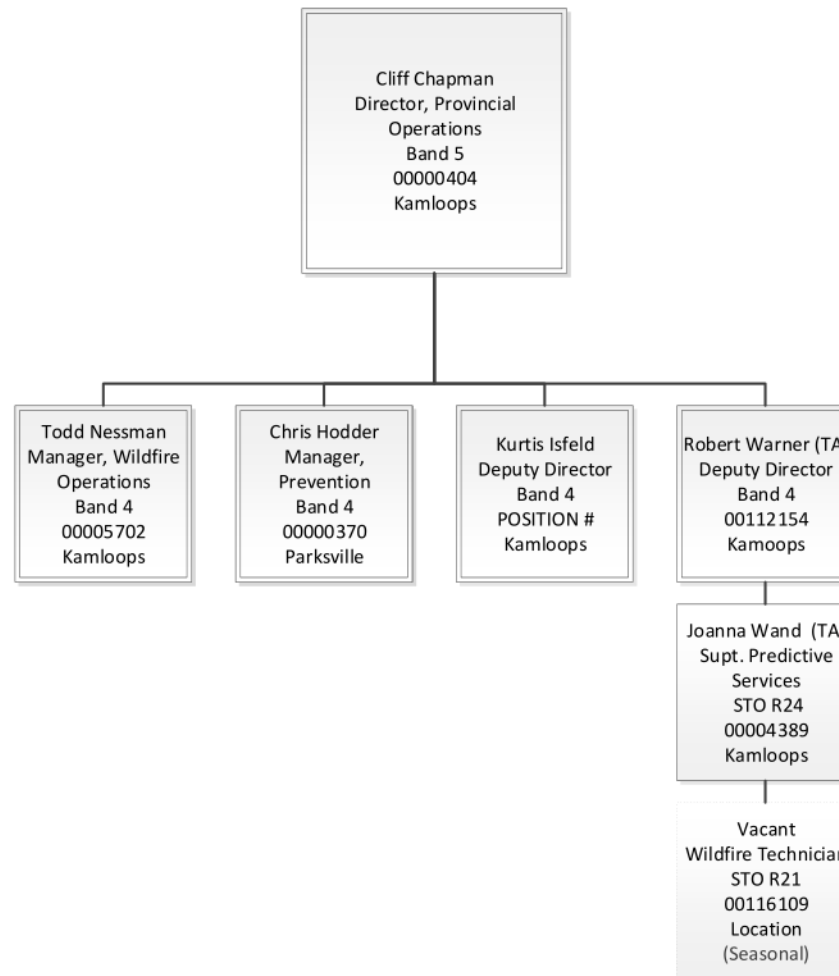 Cliff Chapman
Director, Provincial
Operations
Band 5
00000404
Kamloops
Todd Nessman
Manager, Wildfire
Operations
Band 4
00005702
Kamloops
Chris Hodder
Manager,
Prevention
Band 4
00000370
Parksville
Kurtis Isfeld
Deputy Director
Band 4
POSITION #
Kamloops
Robert Warner (TA
Deputy Director
Band 4
00112154
Kamoops
Joanna Wand (TA
Supt. Predictive
Services
STO R24
00004389
Kamloops
Vacant
Wildfire Technician
STO R21
00116109
Location
(Seasonal)